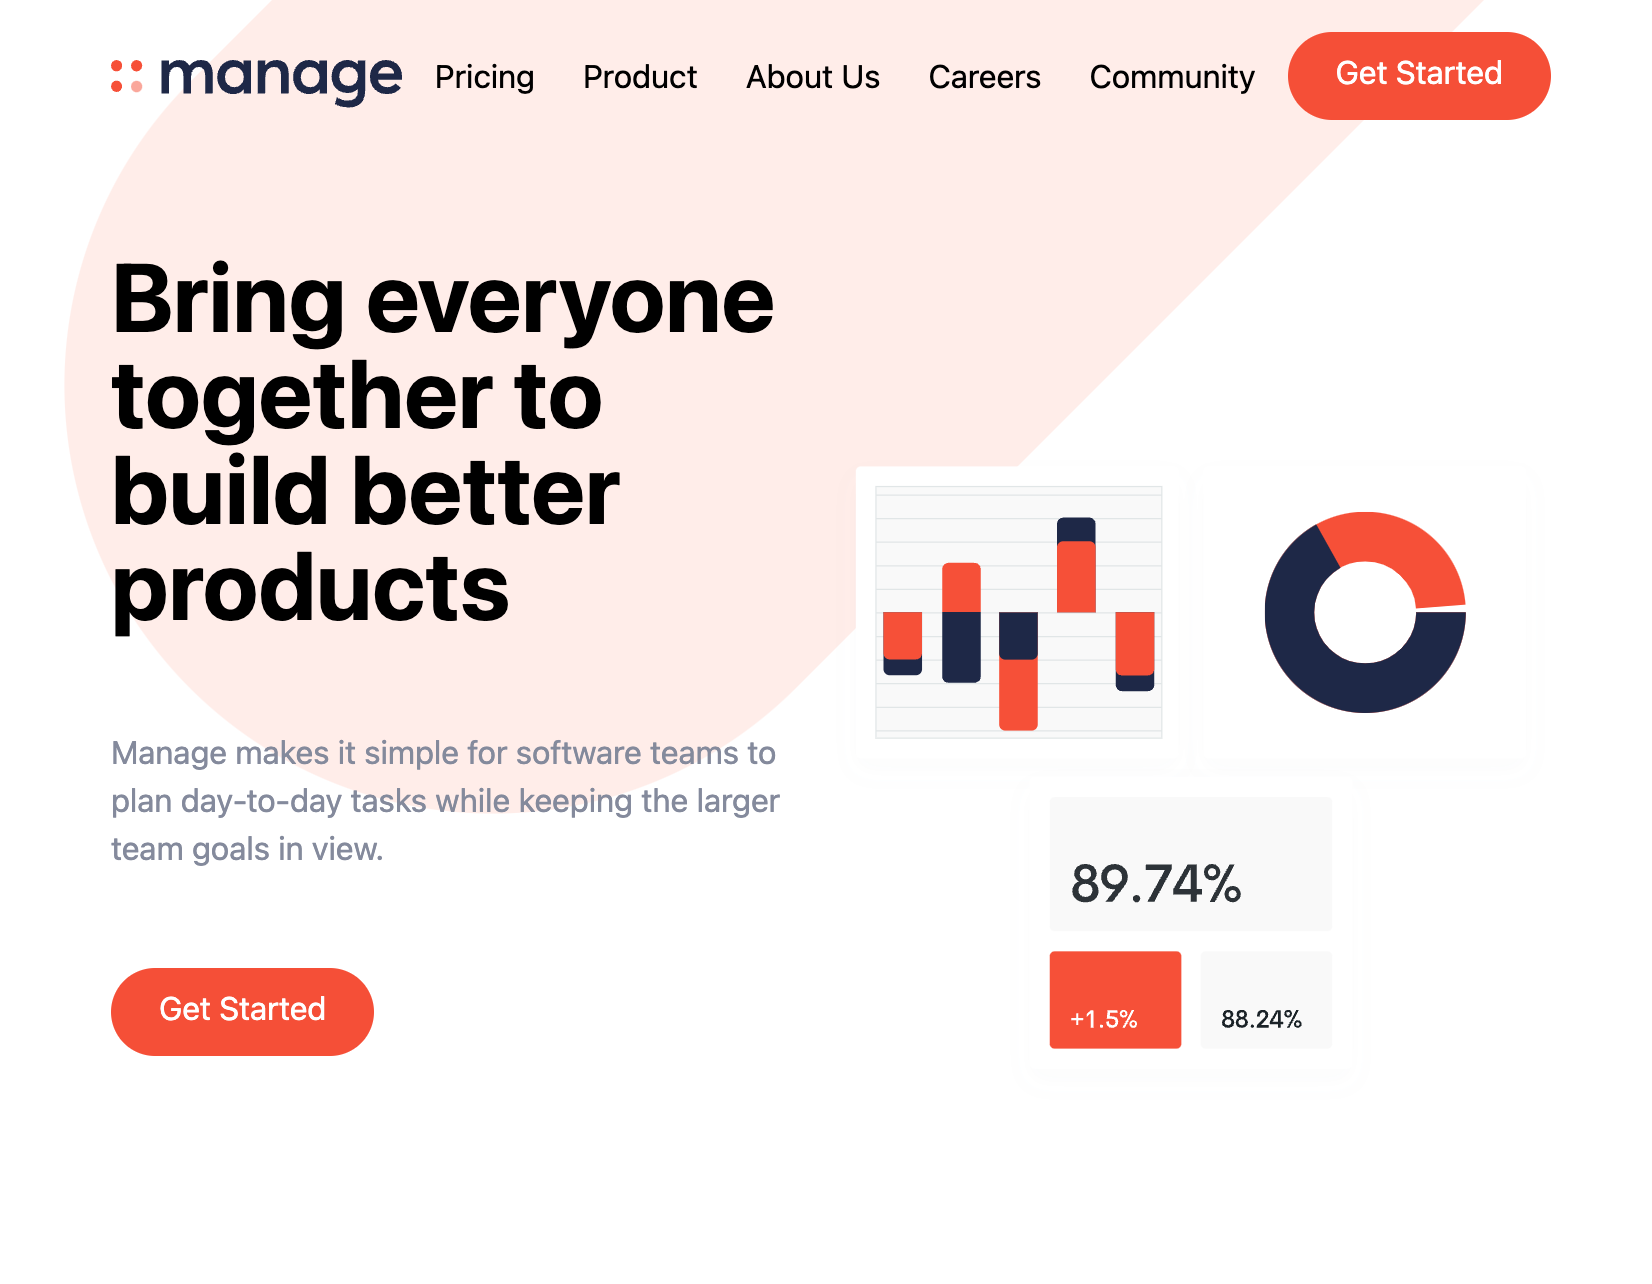 manage Pricing Product About Us Careers Community Get Started
Bring everyone
together to
build better
products
Manage makes it simple for software teams to
plan day-to-day tasks while keeping the larger
team goals in view.
Get Started
89.74%
+1.5% 88.24%